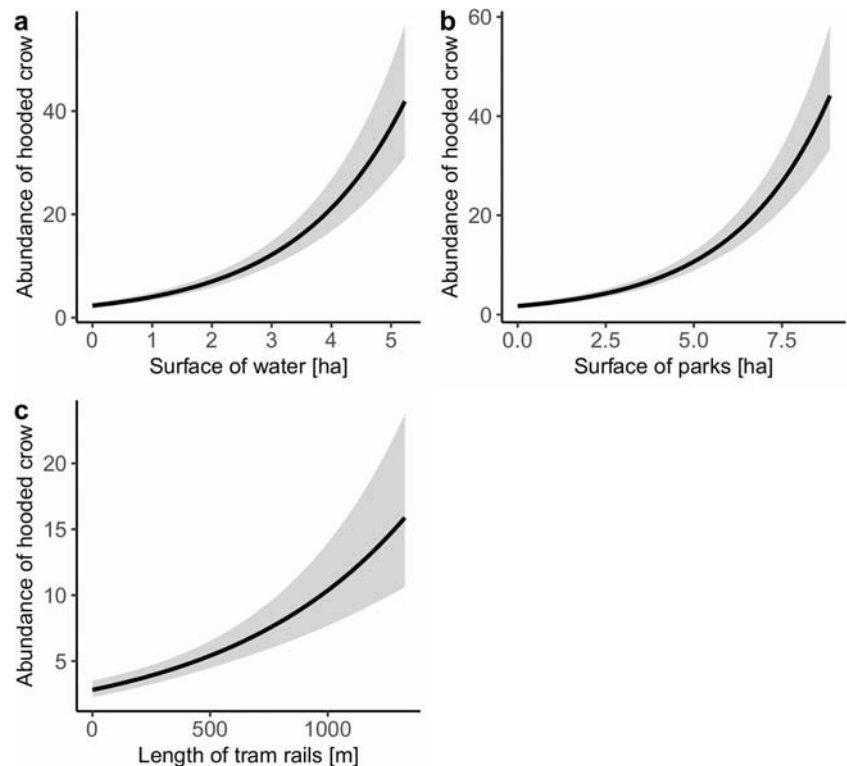 a
Abundance of hooded crow
40
20
0
0 1 2 3 4 5
Surface of water [ha]
b
Abundance of hooded crow
60
40
20
0
0.0 2.5 5.0 7.5
Surface of parks [ha]
c
Abundance of hooded crow
20
15
10
5
0 500 1000
Length of tram rails [m]